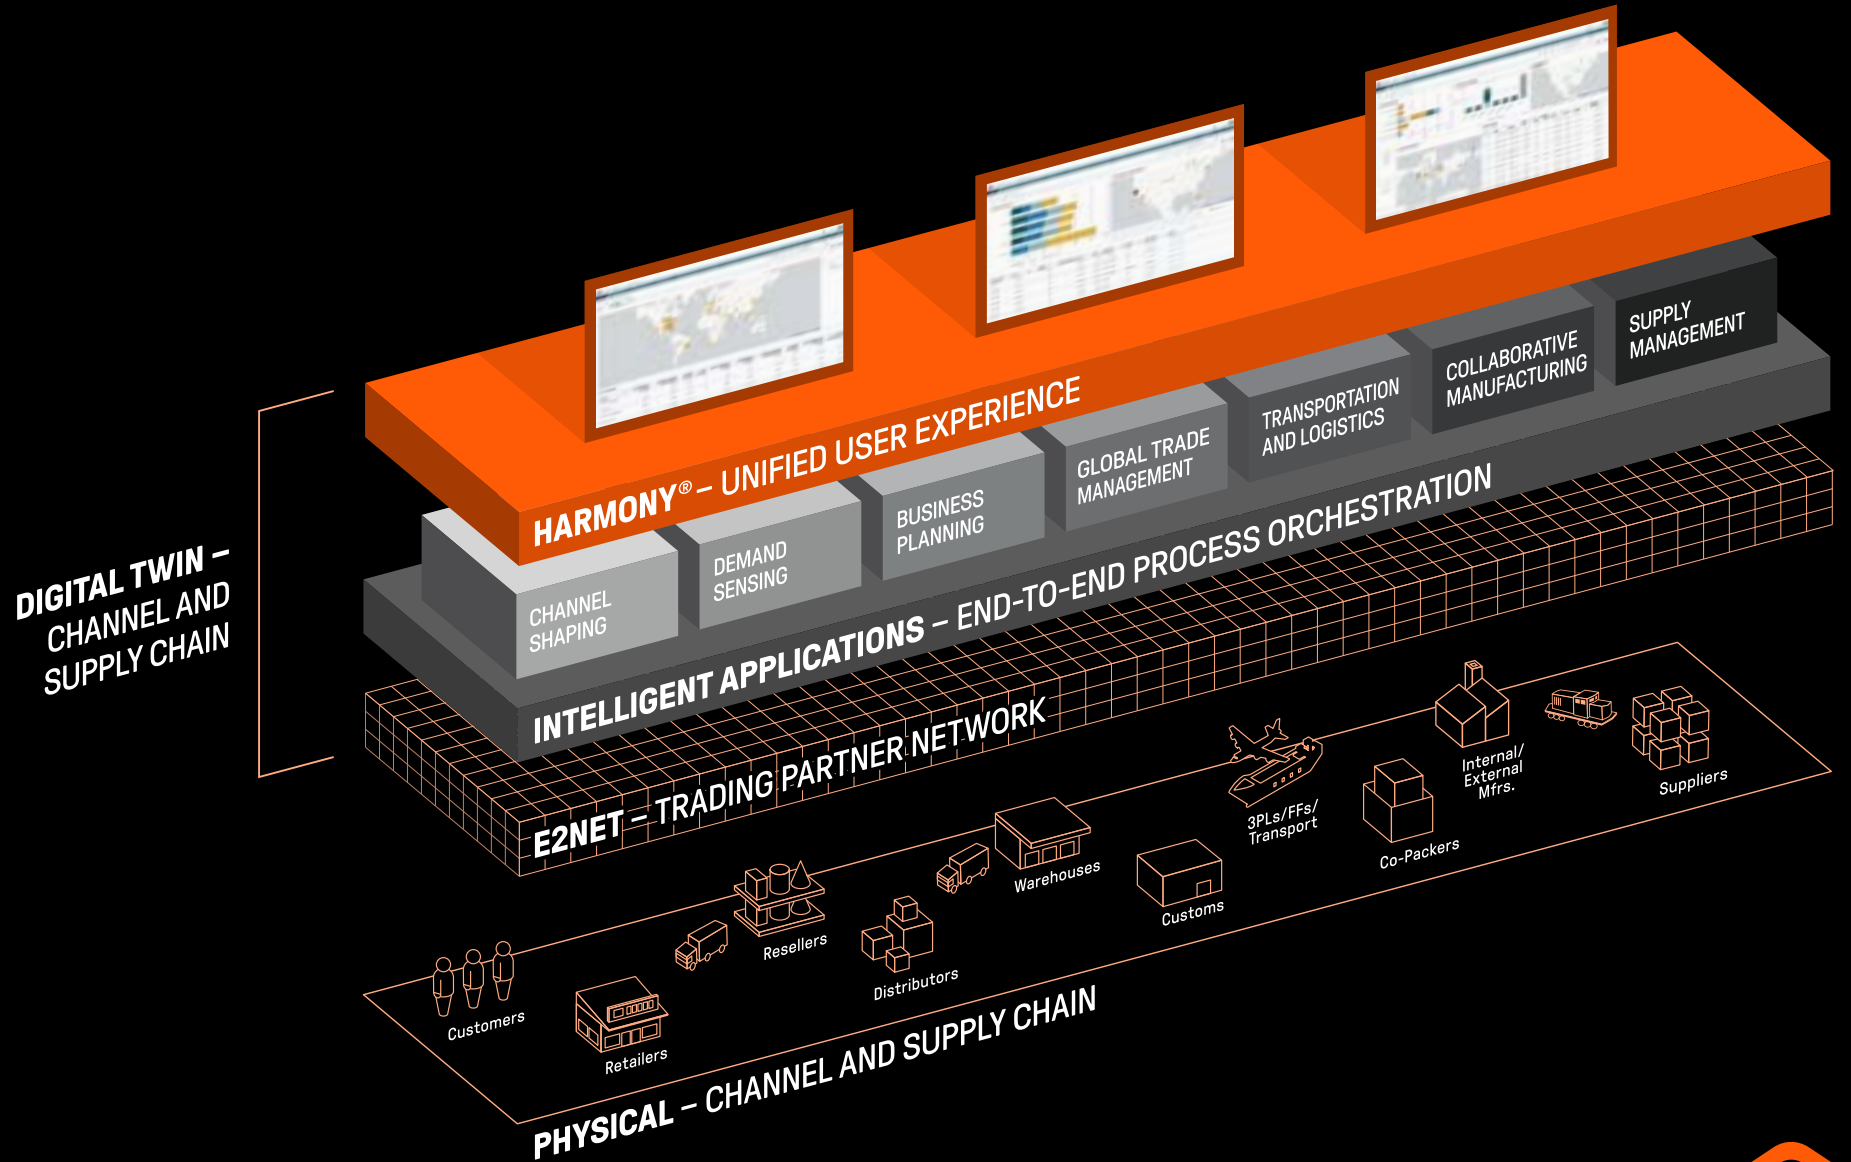 HARMONY® – UNIFIED USER EXPERIENCE
CHANNEL
SHAPING
DEMAND
SENSING
BUSINESS
PLANNING
GLOBAL TRADE
MANAGEMENT
TRANSPORTATION
AND LOGISTICS
COLLABORATIVE
MANUFACTURING
SUPPLY
MANAGEMENT
INTELLIGENT APPLICATIONS – END-TO-END PROCESS ORCHESTRATION
DIGITAL TWIN –
CHANNEL AND
SUPPLY CHAIN
E2NET – TRADING PARTNER NETWORK
Customers
Retailers
Resellers
Distributors
Warehouses
Customs
3PLs/FFs/
Transport
Co-Packers
Internal/
External
Mfrs.
Suppliers
PHYSICAL – CHANNEL AND SUPPLY CHAIN